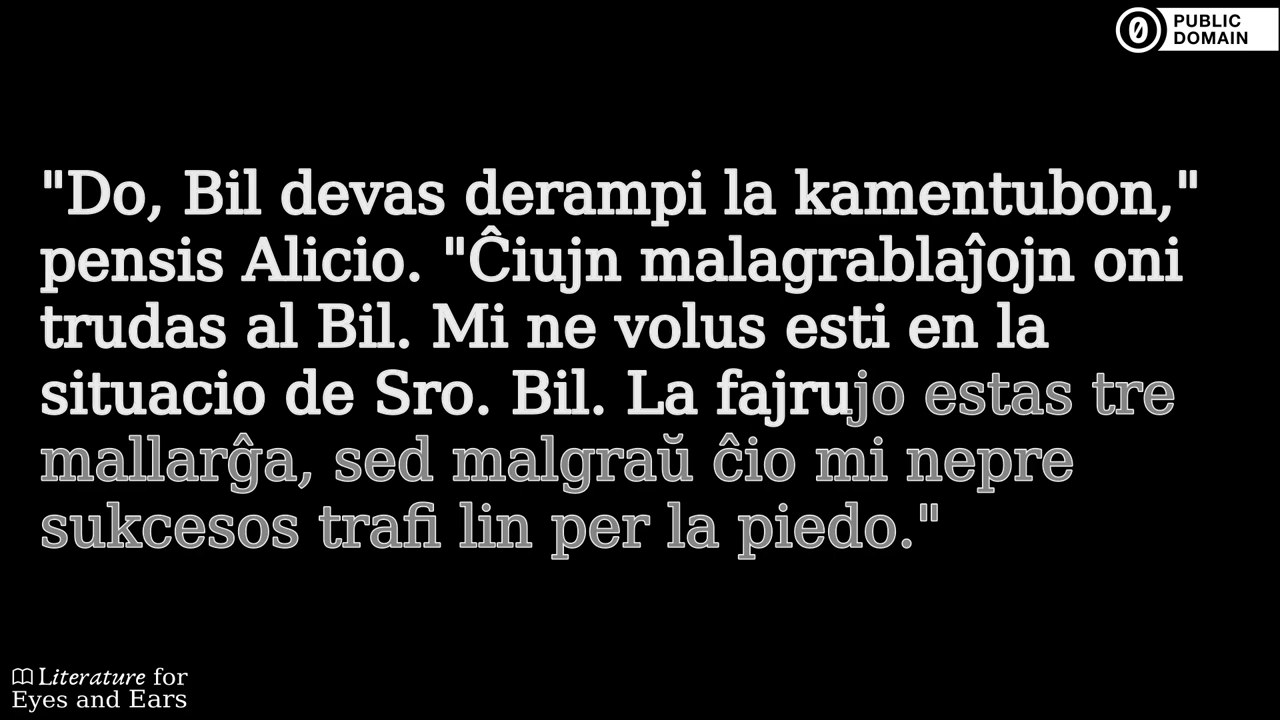 PUBLIC
DOMAIN
"Do, Bil devas derampi la kamentubon,"
pensis Alicio. "Ĉiujn malagrablaĵojn oni
trudas al Bil. Mi ne volus esti en la
situacio de Sro. Bil. La fajrujo estas tre
mallarĝa, sed malgraŭ ĉio mi nepre
sukcesos trafi lin per la piedo."
Literature for
Eyes and Ears